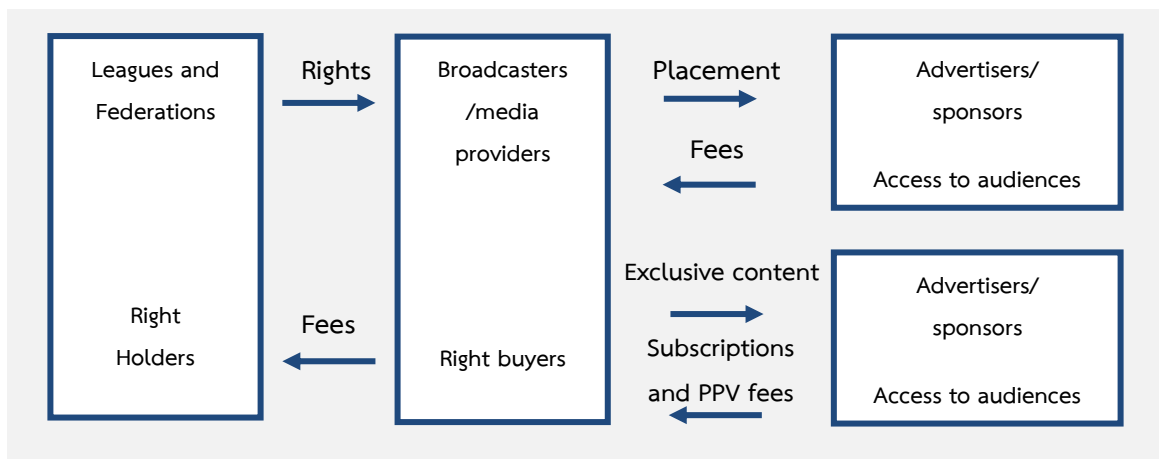 Leagues and
Federations
Right
Holders
Rights
Fees
Broadcasters
/media
providers
Right buyers
Placement
Fees
Exclusive content
Subscriptions
and PPV fees
Advertisers/
sponsors
Access to audiences
Advertisers/
sponsors
Access to audiences